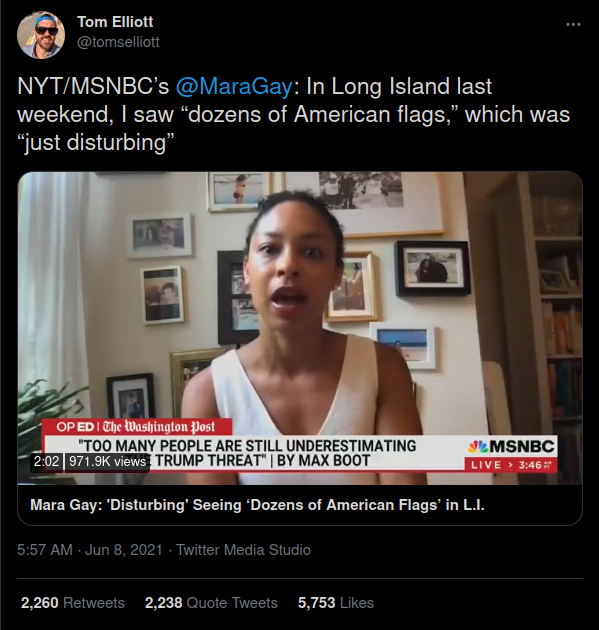 Tom Elliott
@tomselliott
NYT/MSNBC’s @MaraGay: In Long Island last
weekend, I saw “dozens of American flags,” which was
“just disturbing”
OP ED | The Washington Post
"TOO MANY PEOPLE ARE STILL UNDERESTIMATING
TRUMP THREAT" | BY MAX BOOT
MSNBC
LIVE > 3:46
2:02 971.9K views
Mara Gay: 'Disturbing' Seeing ‘Dozens of American Flags’ in L.I.
5:57 AM · Jun 8, 2021 · Twitter Media Studio
2,260 Retweets 2,238 Quote Tweets 5,753 Likes